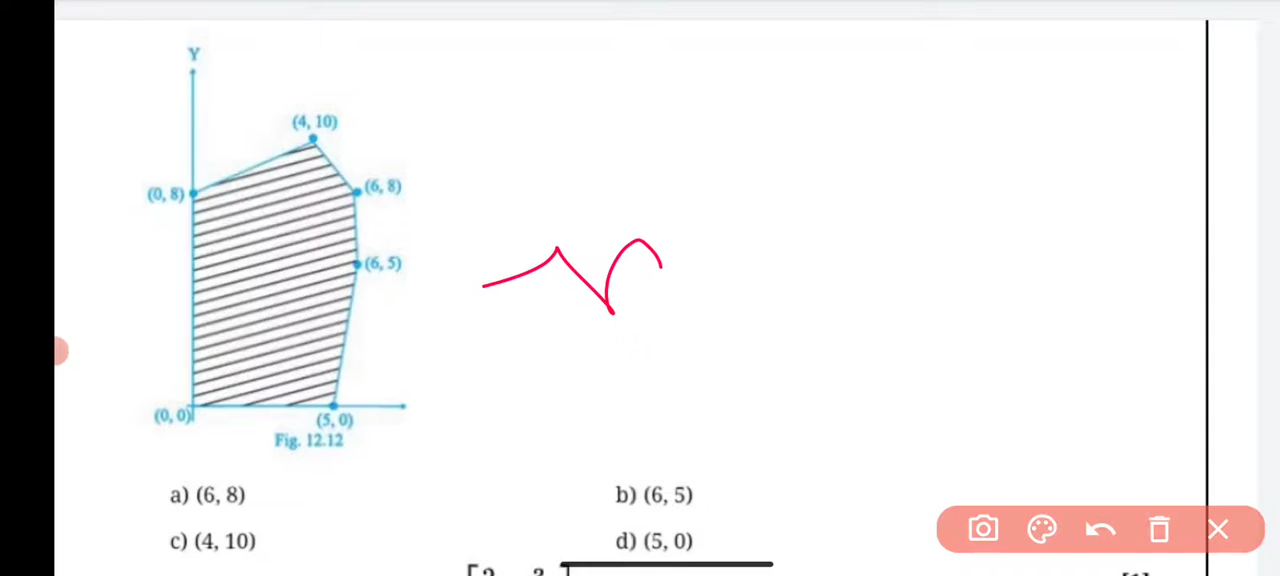 Y
(4, 10)
(0, 8)
(6, 8)
(6, 5)
(0, 0)
(5, 0)
Fig. 12.12
a) (6, 8)
b) (6, 5)
c) (4, 10)
d) (5, 0)